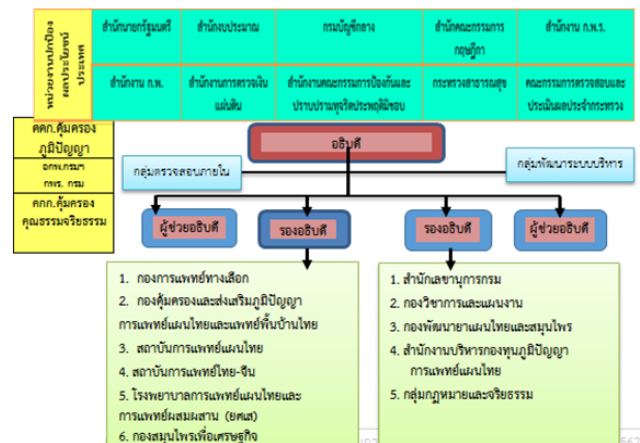 หน่วยงานปกป้อง
ผลประโยชน์
ประเทศ
สำนักนายกรัฐมนตรี
สำนักงบประมาณ
กรมบัญชีกลาง
สำนักคณะกรรมการ
กฤษฎีกา
สำนักงาน ก.พ.ร.
สำนักงาน ก.พ.
สำนักงานการตรวจเงิน
แผ่นดิน
สำนักงานคณะกรรมการป้องกันและ
ปราบปรามทุจริตประพฤติมิชอบ
กระทรวงสาธารณสุข
คณะกรรมการตรวจสอบและ
ประเมินผลประจำกระทรวง
คคก.คุ้มครอง
ภูมิปัญญา
อกพ.กรมฯ
กพร. กรม
คกก.คุ้มครอง
คุณธรรมจริยธรรม
อธิบดี
กลุ่มตรวจสอบภายใน
กลุ่มพัฒนาระบบบริหาร
ผู้ช่วยอธิบดี
รองอธิบดี
รองอธิบดี
ผู้ช่วยอธิบดี
1. กองการแพทย์ทางเลือก
2. กองคุ้มครองและส่งเสริมภูมิปัญญา
การแพทย์แผนไทยและแพทย์พื้นบ้านไทย
3. สถาบันการแพทย์แผนไทย
4. สถาบันการแพทย์ไทย-จีน
5. โรงพยาบาลการแพทย์แผนไทยและ
การแพทย์ผสมผสาน (ยศเส)
6. กองสมุนไพรเพื่อเศรษฐกิจ
1. สำนักเลขานุการกรม
2. กองวิชาการและแผนงาน
3. กองพัฒนายาแผนไทยและสมุนไพร
4. สำนักงานบริหารกองทุนภูมิปัญญา
การแพทย์แผนไทย
5. กลุ่มกฎหมายและจริยธรรม